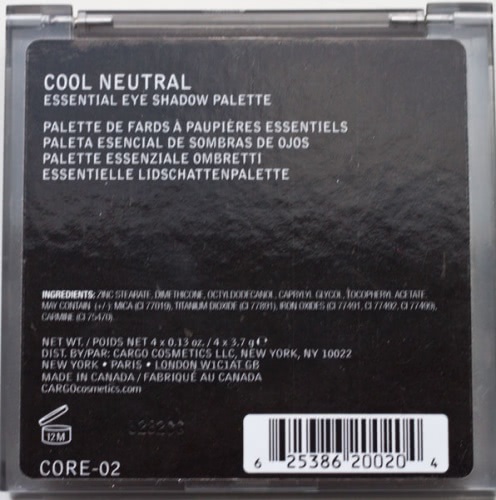 COOL NEUTRAL
ESSENTIAL EYE SHADOW PALETTE
PALETTE DE FARDS À PAUPIÈRES ESSENTIELS
PALETA ESENCIAL DE SOMBRAS DE OJOS
PALETTE ESSENZIALE OMBRETTI
ESSENTIELLE LIDSCHATTENPALETTE
INGREDIENTS: ZINC STEARATE, DIMETHICONE, OCTYLDODECANOL, CAPRYLYL GLYCOL, TOCOPHERYL ACETATE.
MAY CONTAIN (+/-): MICA (CI 77019), TITANIUM DIOXIDE (CI 77891), IRON OXIDES (CI 77491, CI 77492, CI 77499),
CARMINE (CI 75470).
NET WT. / POIDS NET 4 x 0.13 oz. / 4 x 3.7 g ℮
DIST. BY/PAR: CARGO COSMETICS LLC, NEW YORK, NY 10022
NEW YORK • PARIS • LONDON W1C1AT GB
MADE IN CANADA / FABRIQUÉ AU CANADA
CARGOcosmetics.com
12M
CORE-02
6 25386 20020 4